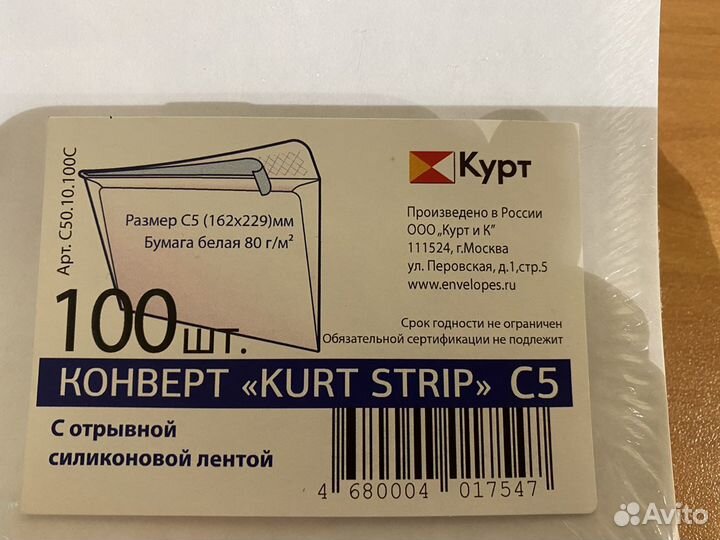 Арт. С50.10.100С
Размер С5 (162х229)мм
Бумага белая 80 г/м²
100 шт.
Курт
Произведено в России
ООО „Курт и К"
111524, г.Москва
ул. Перовская, д.1,стр.5
www.envelopes.ru
Срок годности не ограничен
Обязательной сертификации не подлежит
КОНВЕРТ «KURT STRIP» С5
С отрывной
силиконовой лентой
4 680004 017547
Avito